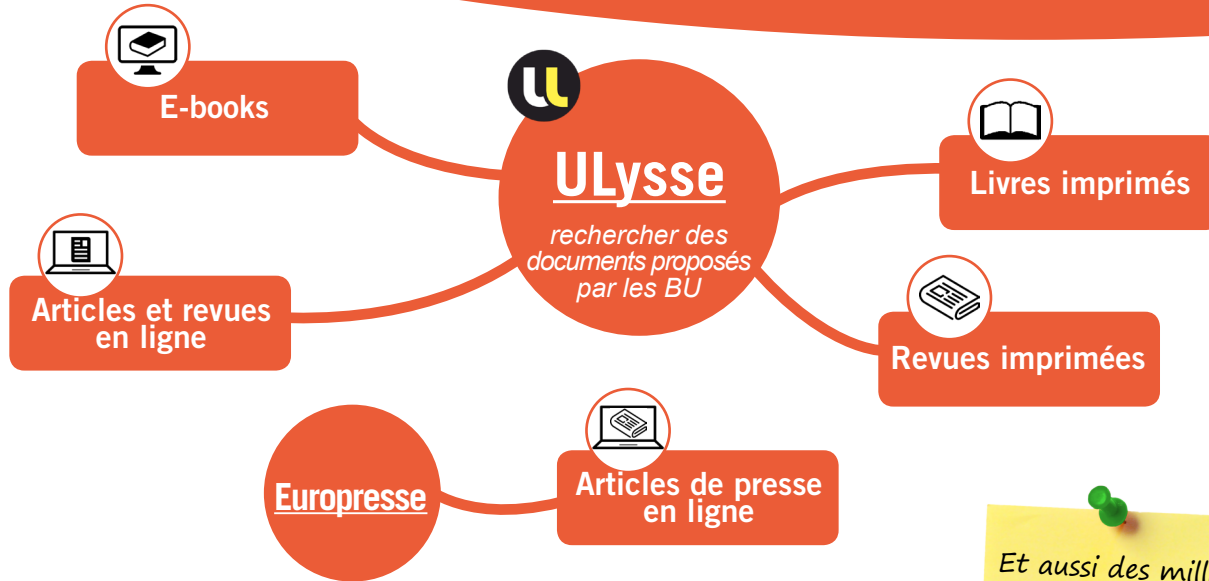 E-books
ULysse
rechercher des
documents proposés
par les BU
Livres imprimés
Articles et revues
en ligne
Revues imprimées
Europresse
Articles de presse
en ligne
Et aussi des